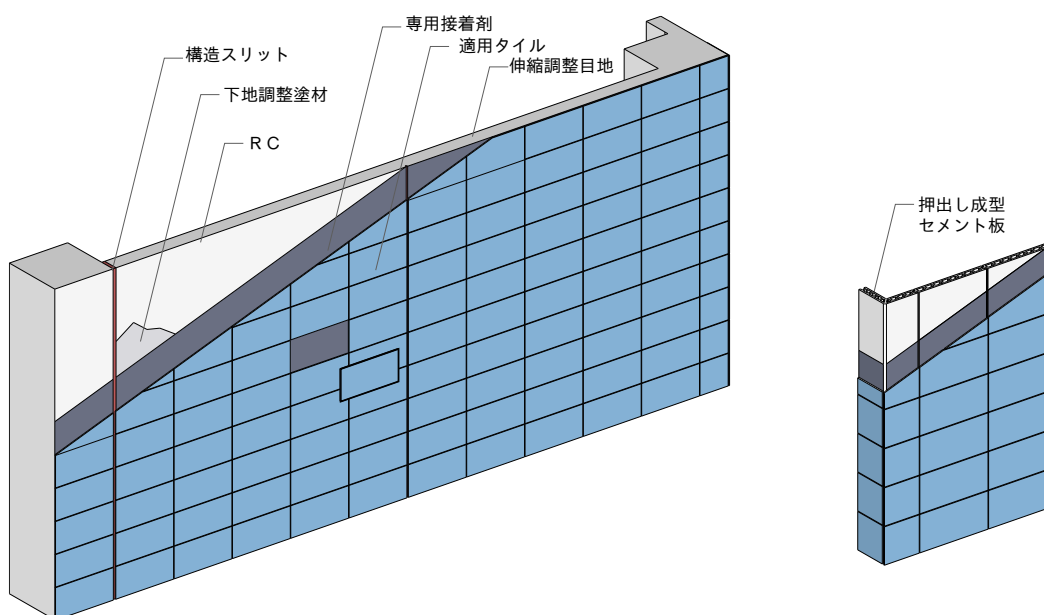 専用接着剤
適用タイル
構造スリット
伸縮調整目地
下地調整塗材
ＲＣ
押出し成型
セメント板